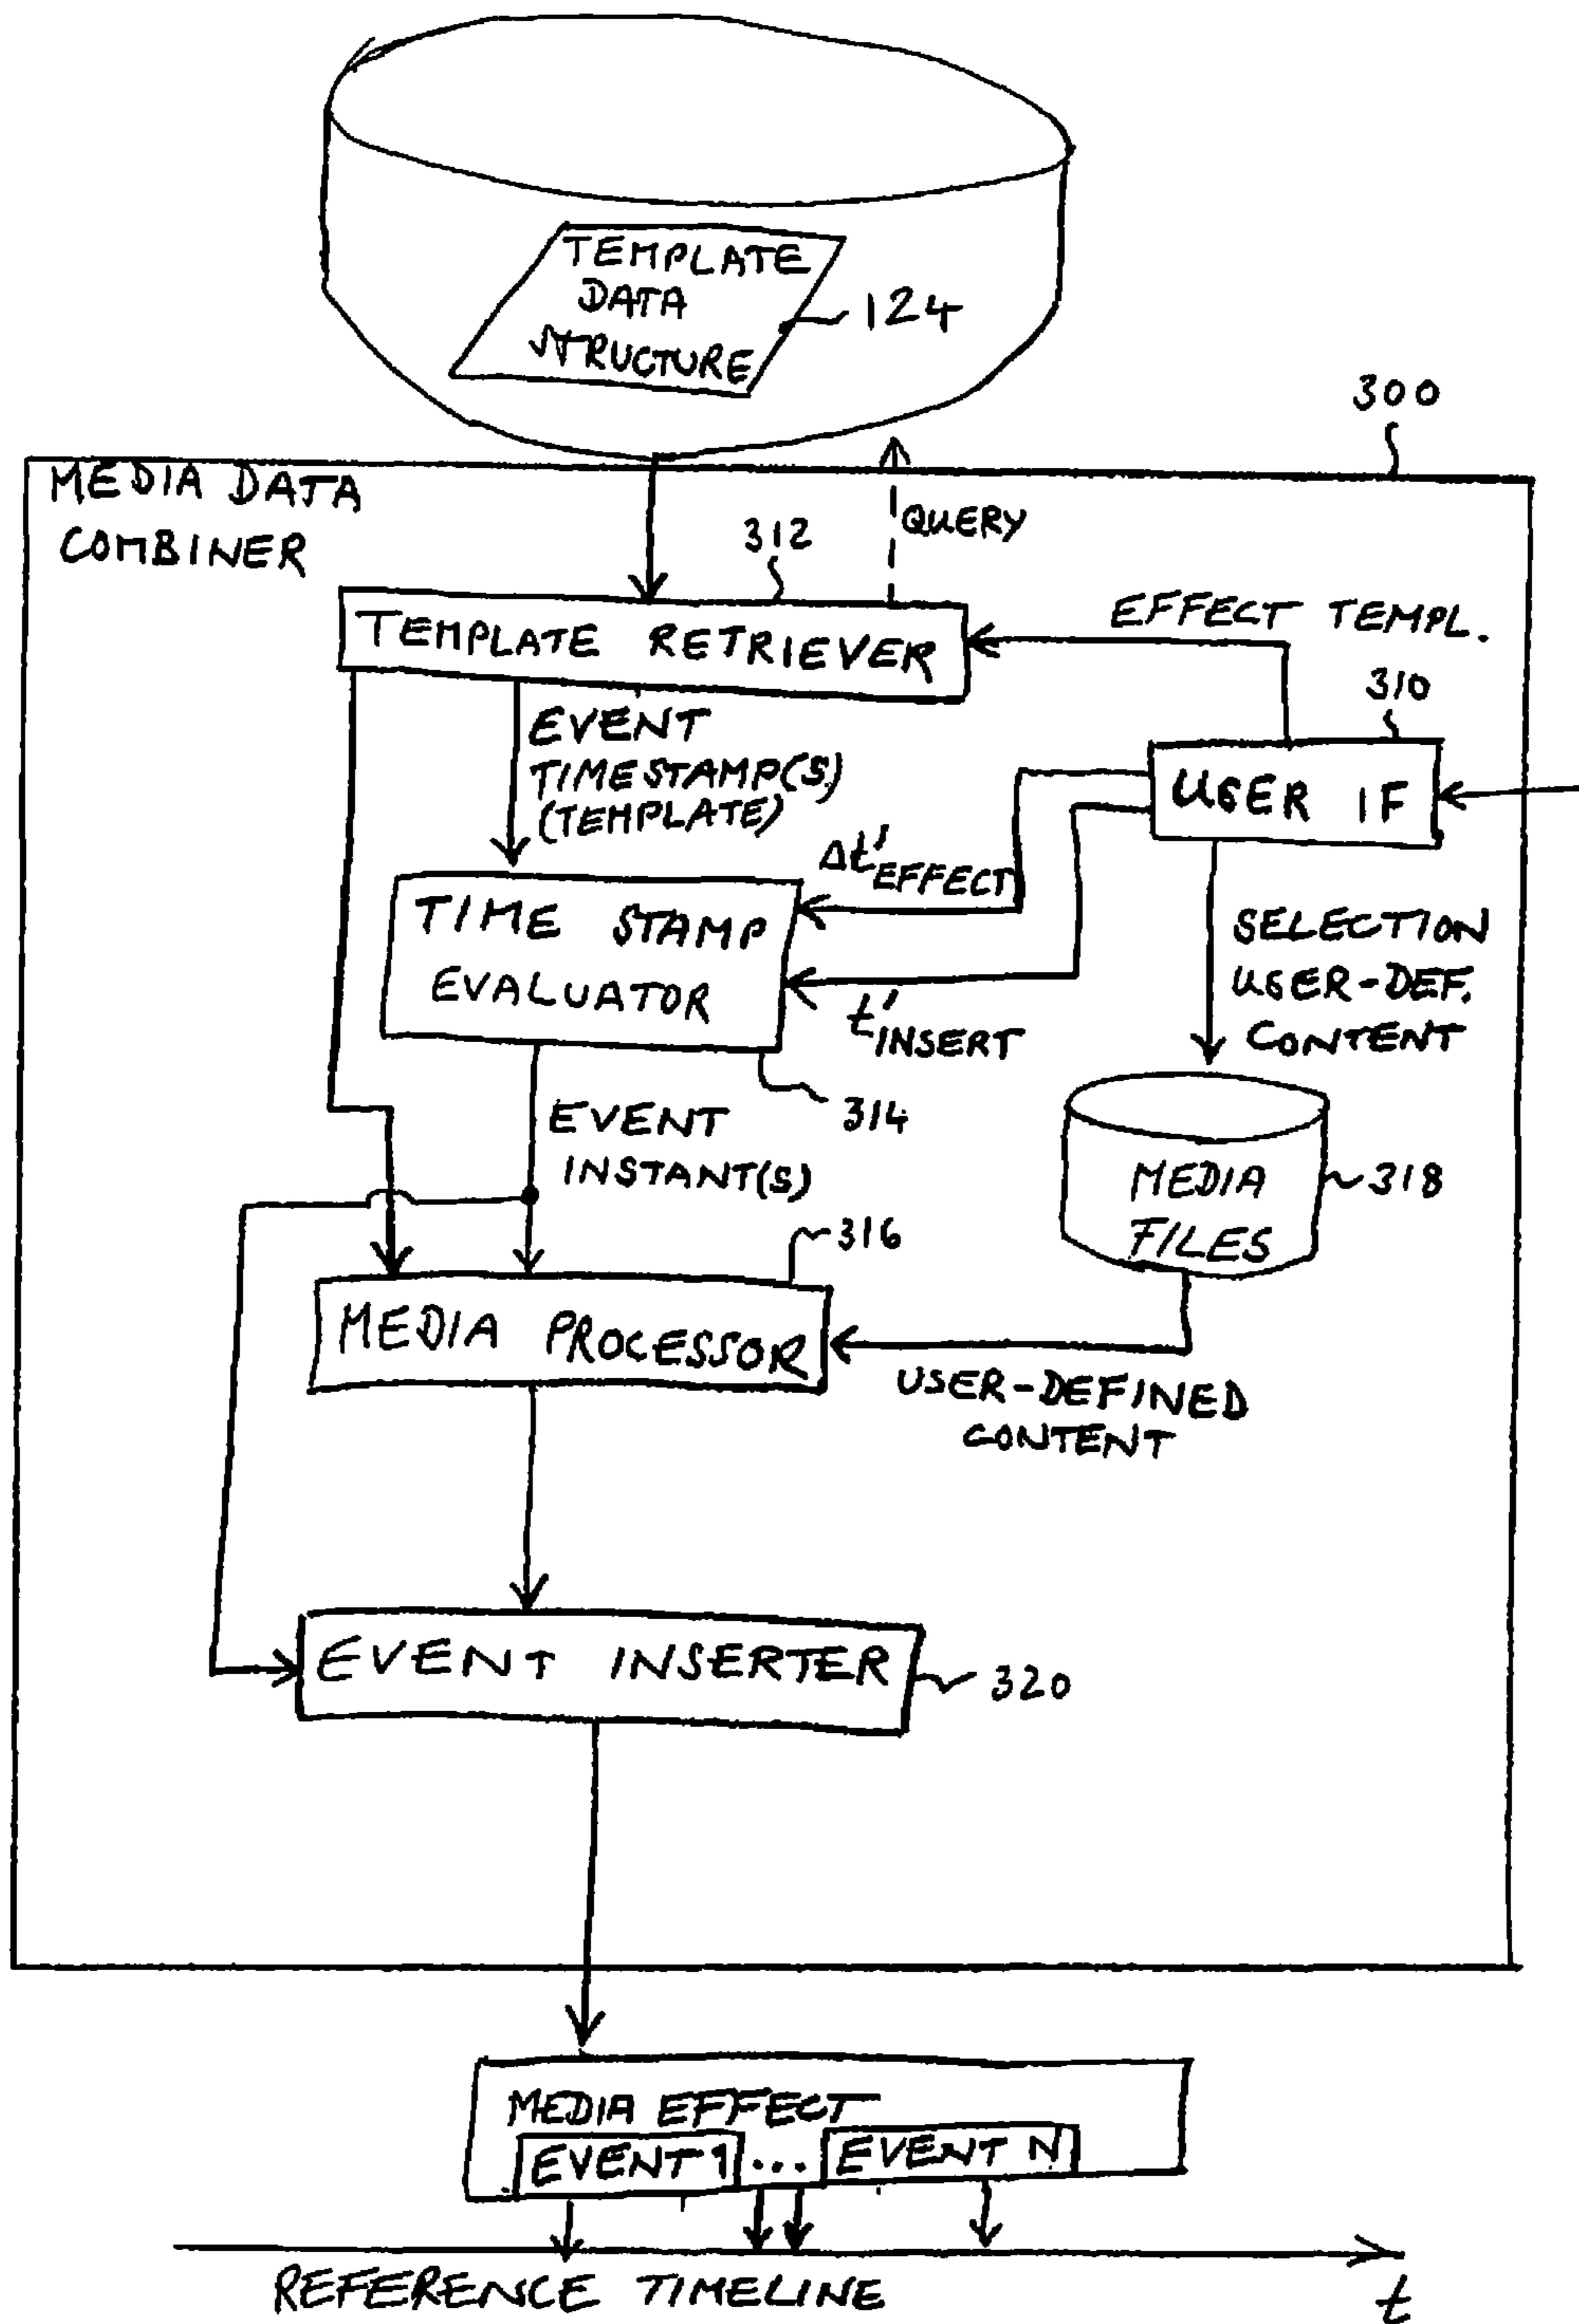 TEMPLATE
DATA
STRUCTURE
124
300
MEDIA DATA
COMBINER
312
QUERY
TEMPLATE RETRIEVER
EFFECT TEMPL.
310
EVENT
TIMESTAMP(S)
(TEMPLATE)
USER IF
Δt'EFFECT
TIME STAMP
EVALUATOR
t'INSERT
SELECTION
USER-DEF.
CONTENT
314
EVENT
INSTANT(S)
MEDIA
FILES
318
316
MEDIA PROCESSOR
USER-DEFINED
CONTENT
EVENT INSERTER
320
MEDIA EFFECT
EVENT 1 ... EVENT N
REFERENCE TIMELINE
t